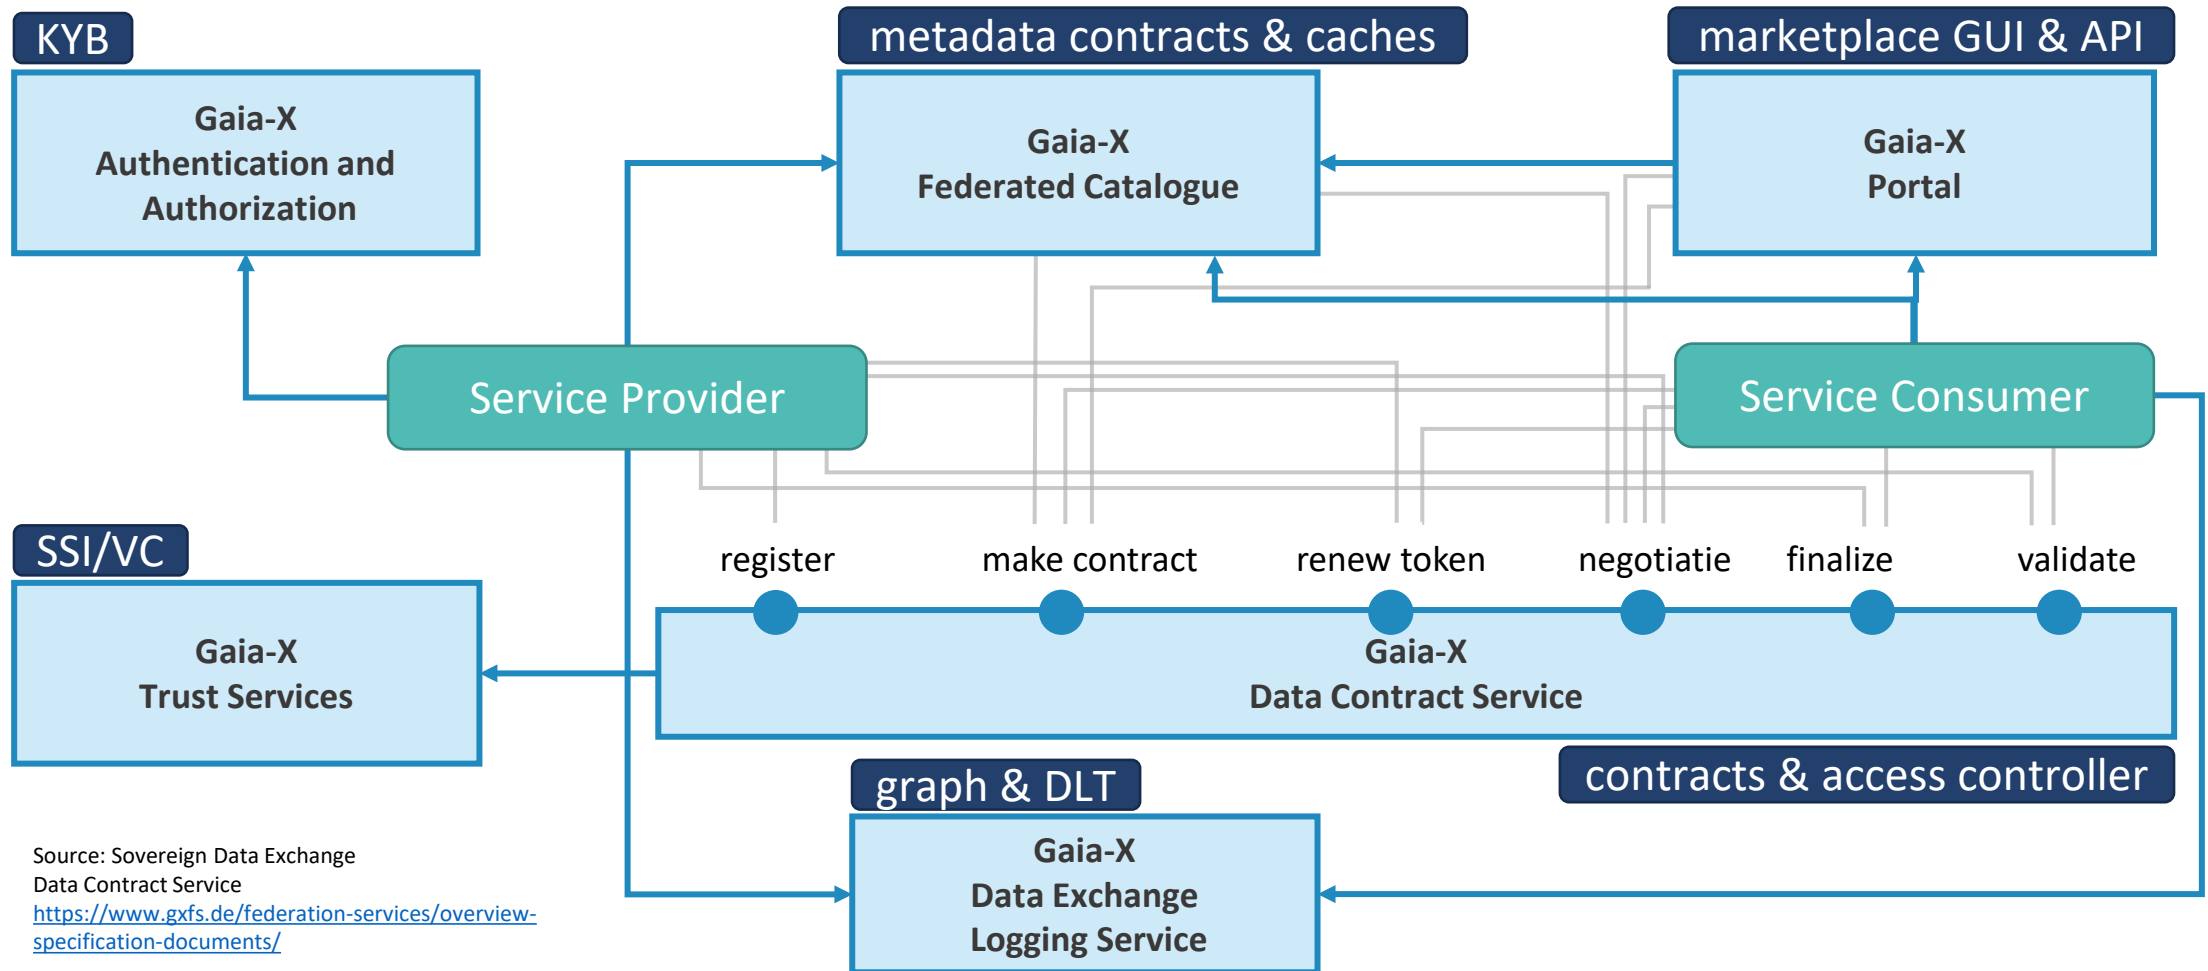 KYB
metadata contracts & caches
marketplace GUI & API
Gaia-X
Authentication and
Authorization
Gaia-X
Federated Catalogue
Gaia-X
Portal
Service Provider
Service Consumer
SSI/VC
register
make contract
renew token
negotiatie
finalize
validate
Gaia-X
Trust Services
Gaia-X
Data Contract Service
graph & DLT
contracts & access controller
Gaia-X
Data Exchange
Logging Service
Source: Sovereign Data Exchange
Data Contract Service
https://www.gxfs.de/federation-services/overview-
specification-documents/